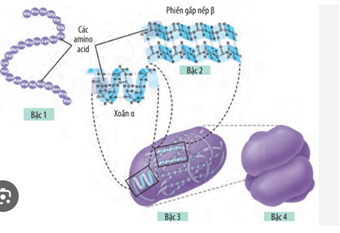 Phiến gấp nếp β
Các
amino
acid
Bậc 2
Bậc 1
Xoắn α
Bậc 3
Bậc 4